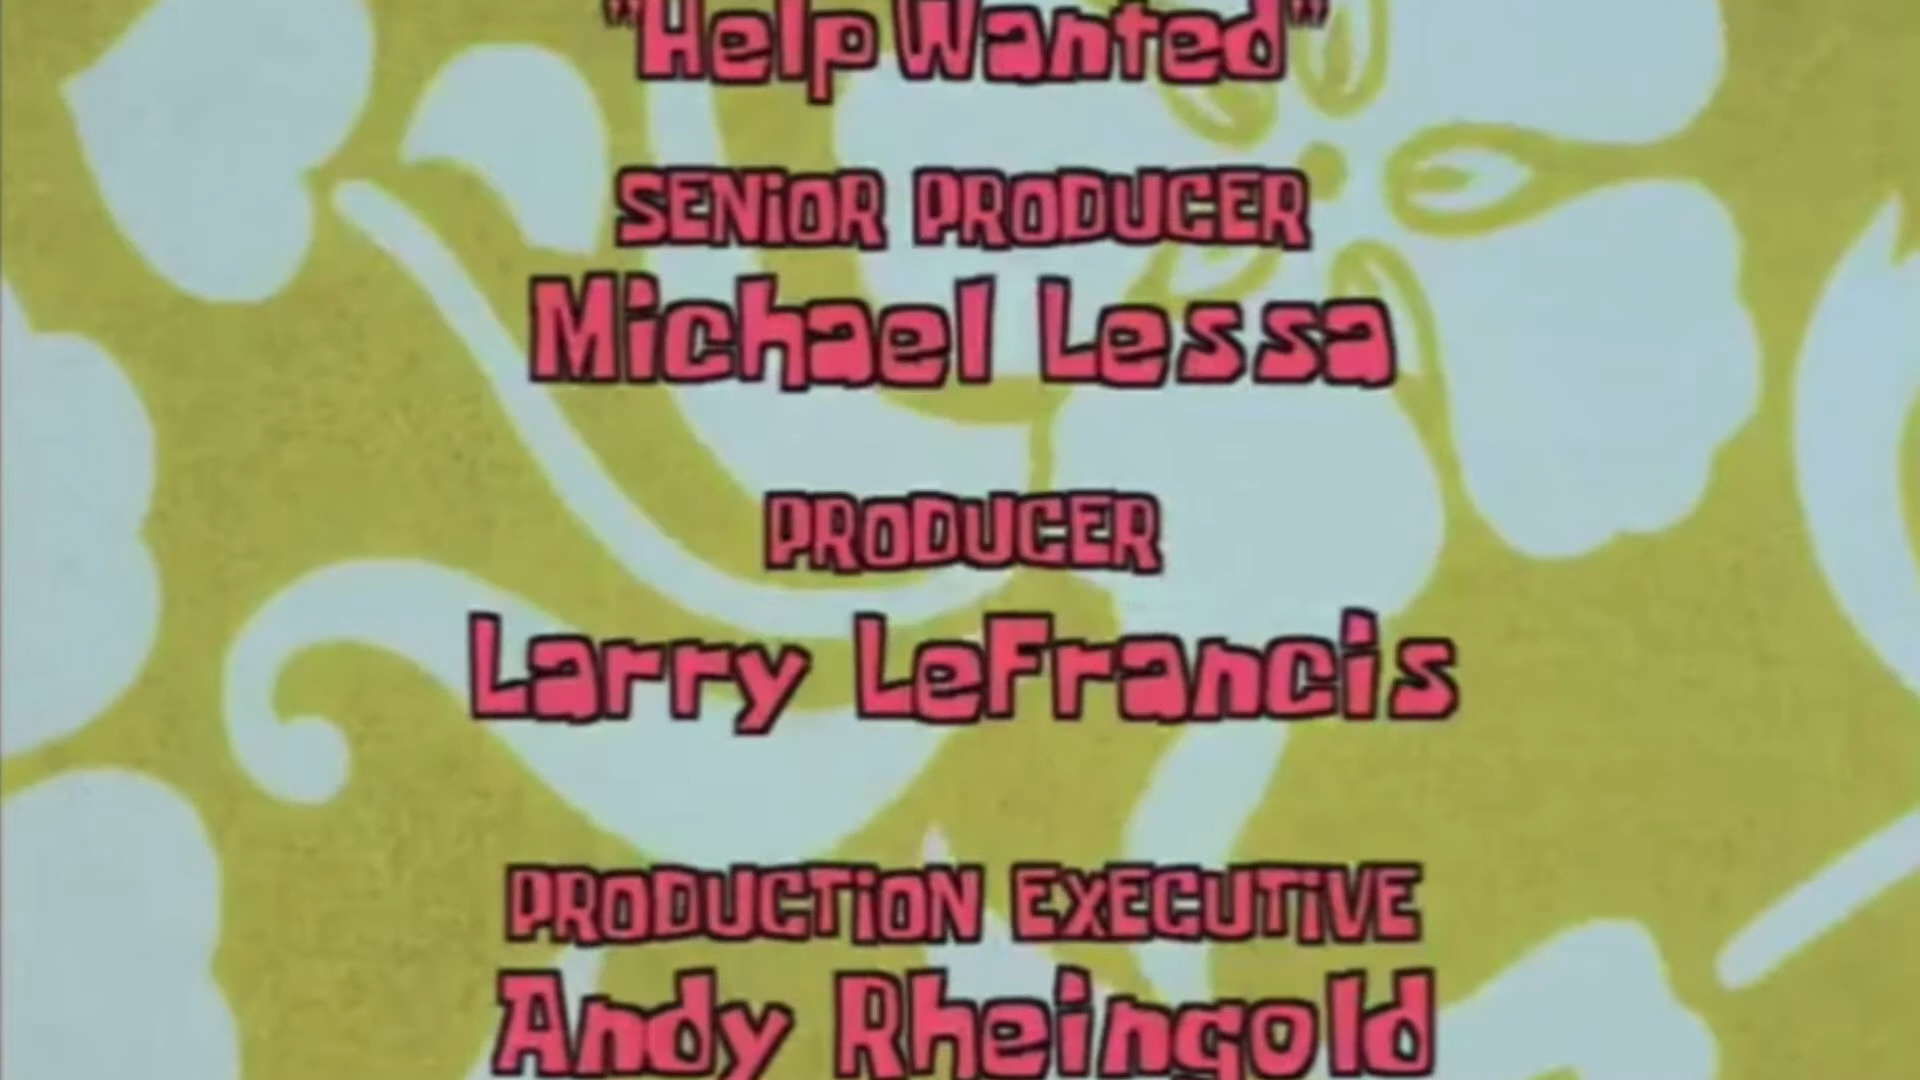 "Help Wanted"
SENiOR PRODUCER
Michael Lessa
PRODUCER
Larry LeFrancis
PRODUCTiON EXECUTiVE
Andy Rheingold